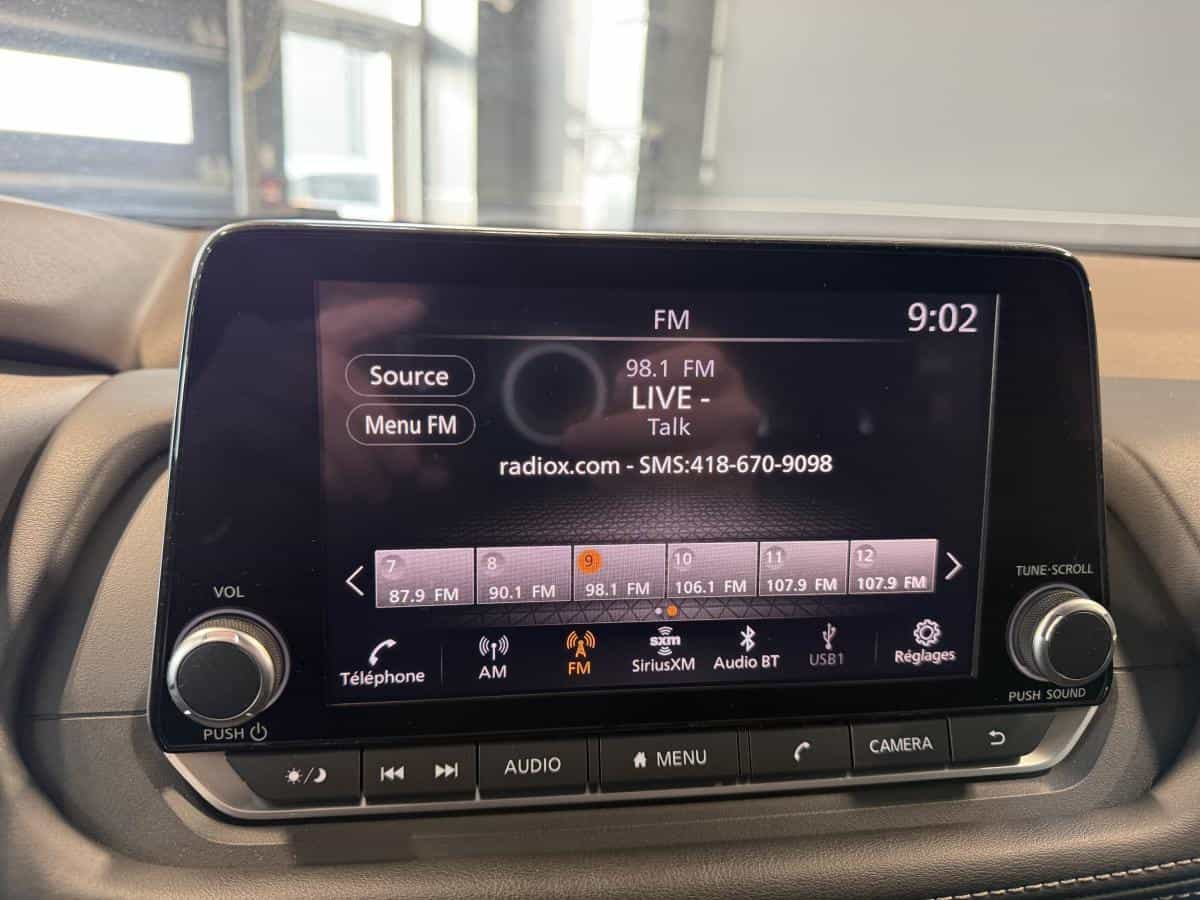 FM
9:02
Source
98.1 FM
LIVE -
Menu FM
Talk
radiox.com - SMS:418-670-9098
7
8
9
10
11
12
87.9 FM
90.1 FM
98.1 FM
106.1 FM
107.9 FM
107.9 FM
VOL
TUNE·SCROLL
Téléphone
AM
FM
sxm
SiriusXM
Audio BT
USB1
Réglages
PUSH
PUSH SOUND
AUDIO
MENU
CAMERA